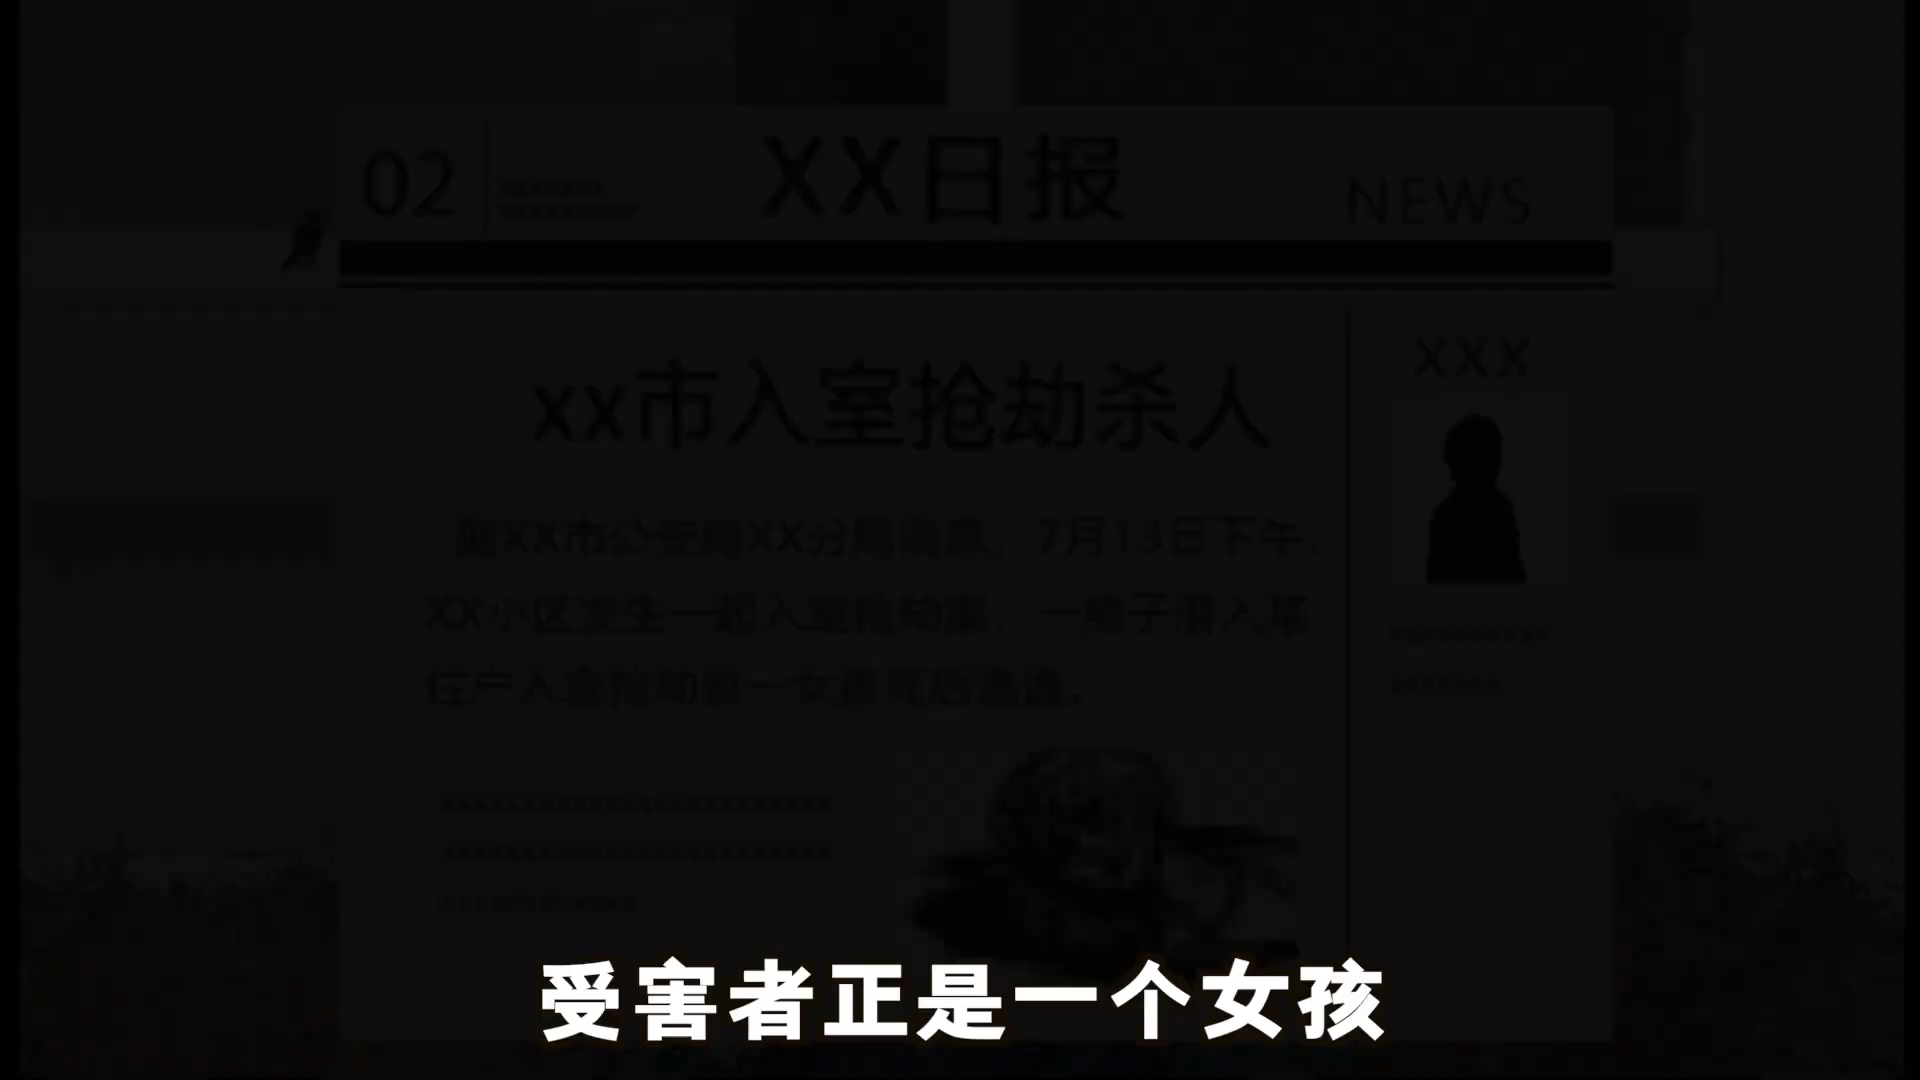 02
XX日报
NEWS
xx市入室抢劫杀人
XXX
据XX市公安局XX分局消息，7月13日下午，
XX小区发生一起入室抢劫案，一男子潜入某
住户入室抢劫致一女孩死后逃逸。
受害者正是一个女孩